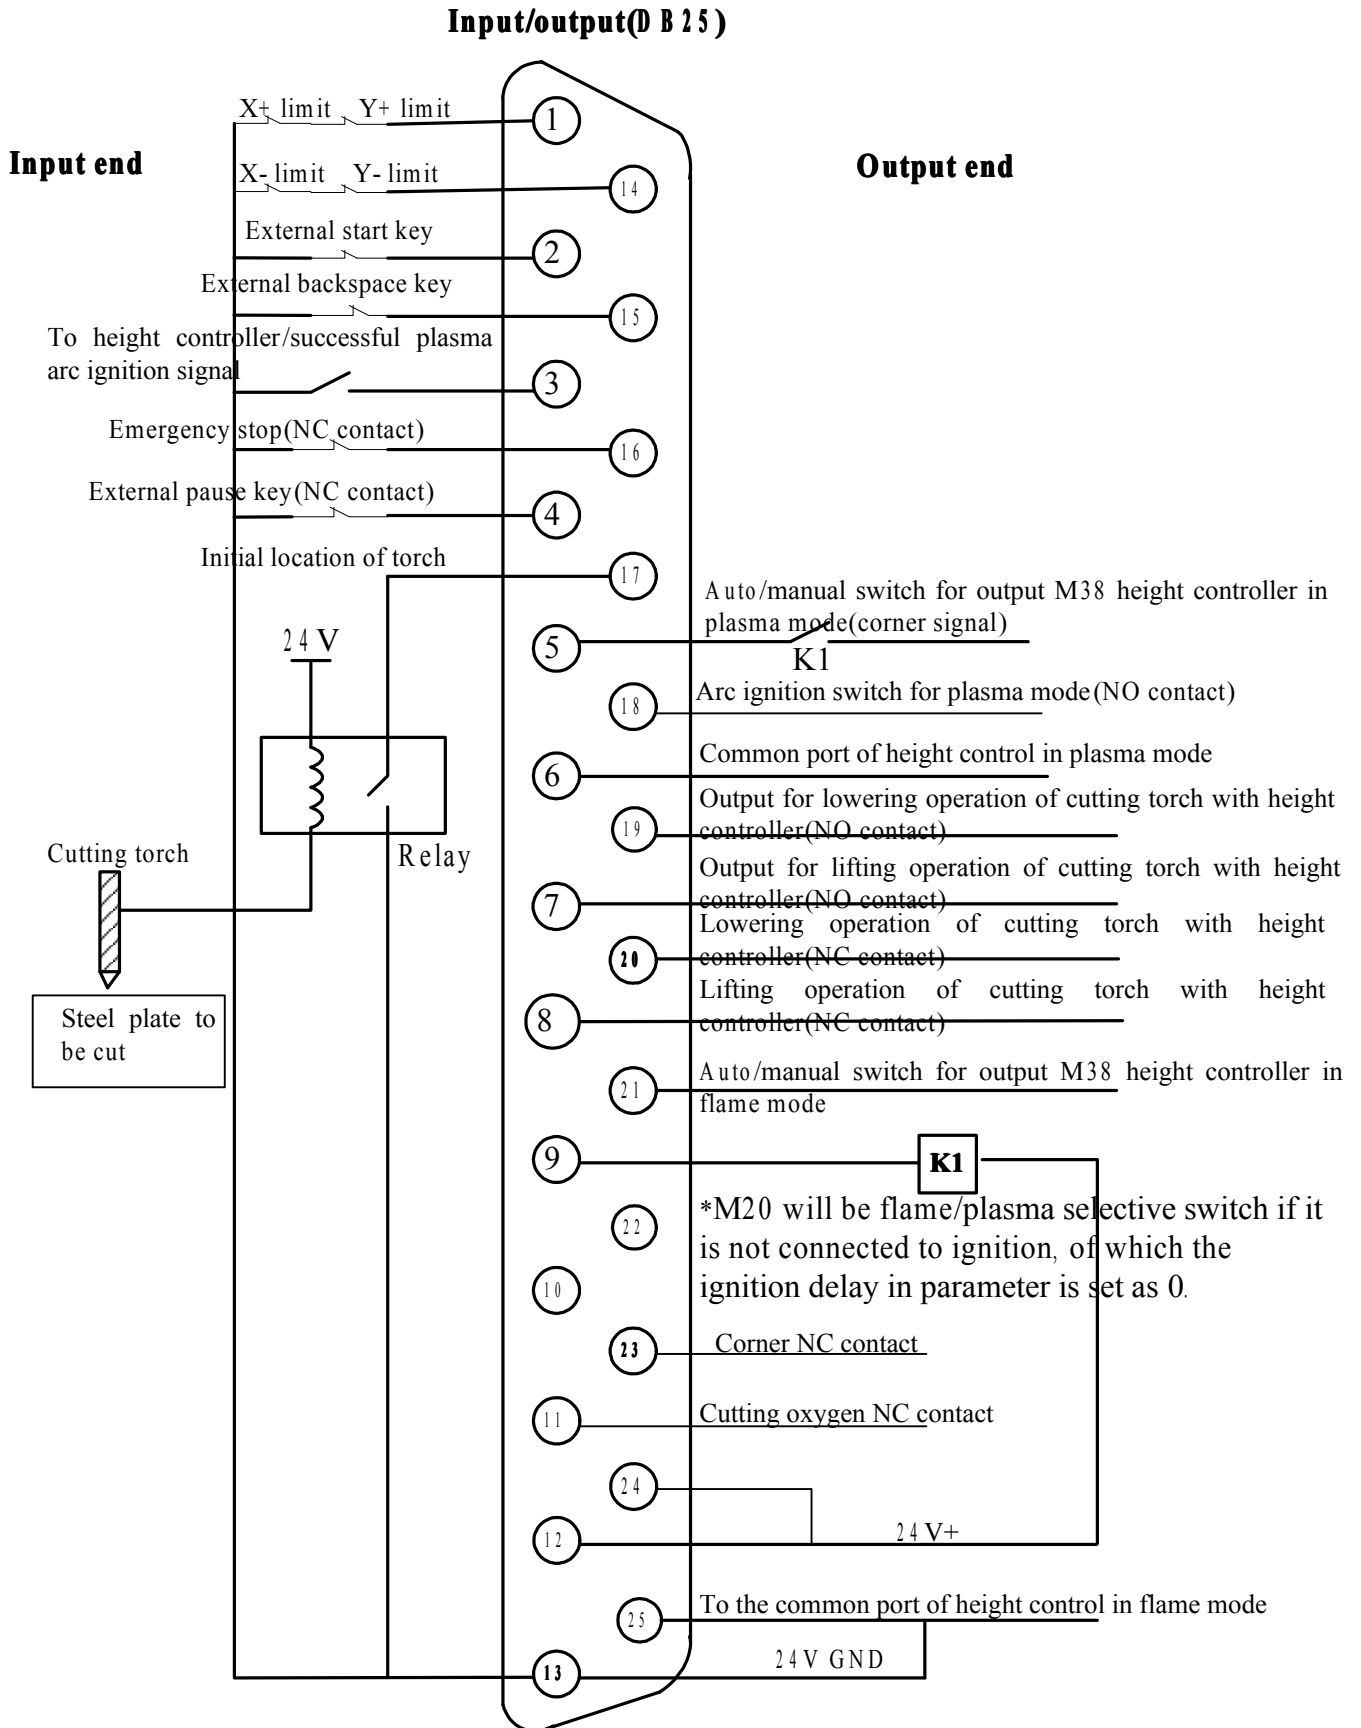 Input/output(DB25)
X+ limit Y+ limit
1
Input end
Output end
X- limit Y- limit
14
External start key
2
External backspace key
15
To height controller/successful plasma
arc ignition signal
3
Emergency stop(NC contact)
16
External pause key(NC contact)
4
Initial location of torch
17
Auto/manual switch for output M38 height controller in
plasma mode(corner signal)
5
K1
24V
Arc ignition switch for plasma mode(NO contact)
18
Common port of height control in plasma mode
6
Output for lowering operation of cutting torch with height
controller(NO contact)
19
Relay
Cutting torch
Output for lifting operation of cutting torch with height
controller(NO contact)
7
Lowering operation of cutting torch with height
controller(NC contact)
20
Lifting operation of cutting torch with height
controller(NC contact)
8
Steel plate to
be cut
Auto/manual switch for output M38 height controller in
flame mode
21
9
K1
*M20 will be flame/plasma selective switch if it
is not connected to ignition, of which the
ignition delay in parameter is set as 0.
22
10
23
Corner NC contact
11
Cutting oxygen NC contact
24
12
24V+
25
To the common port of height control in flame mode
13
24V GND